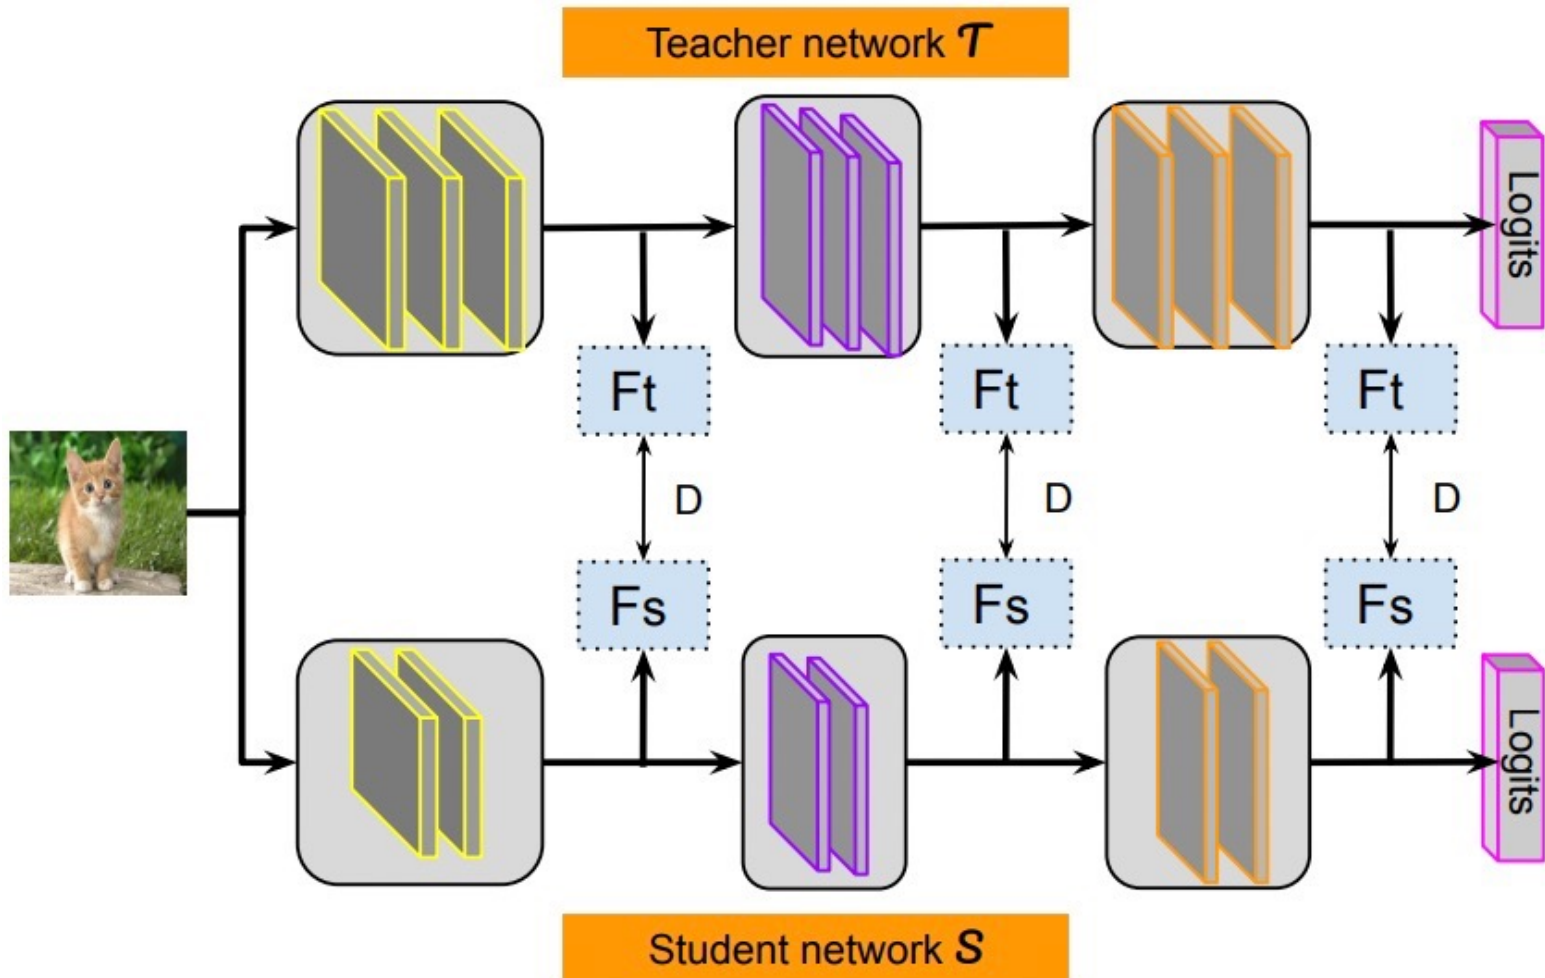 Teacher network 𝒯
Logits
Ft
Ft
Ft
D
D
D
Fs
Fs
Fs
Logits
Student network 𝒮